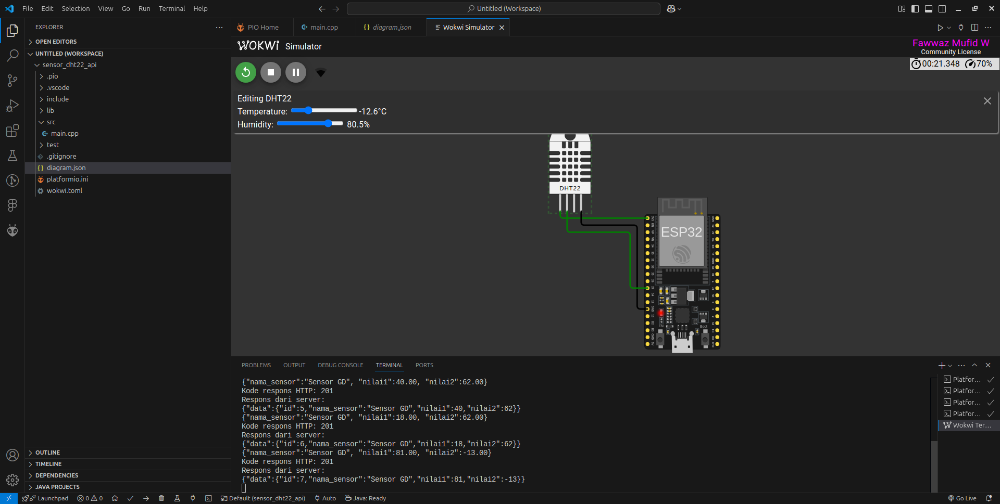 File Edit Selection View Go Run Terminal Help
Untitled (Workspace)
EXPLORER
OPEN EDITORS
UNTITLED (WORKSPACE)
sensor_dht22_api
.pio
.vscode
include
lib
src
main.cpp
test
.gitignore
diagram.json
platformio.ini
wokwi.toml
OUTLINE
TIMELINE
DEPENDENCIES
JAVA PROJECTS
PIO Home main.cpp diagram.json Wokwi Simulator
WOKWI Simulator
Fawwaz Mufid W
Community License
00:21.348 70%
Editing DHT22
Temperature: -12.6°C
Humidity: 80.5%
DHT22
ESP32
EN Boot
PROBLEMS OUTPUT DEBUG CONSOLE TERMINAL PORTS
{"nama_sensor":"Sensor GD", "nilai1":40.00, "nilai2":62.00}
Kode respons HTTP: 201
Respons dari server:
{"data":{"id":5,"nama_sensor":"Sensor GD","nilai1":40,"nilai2":62}}
{"nama_sensor":"Sensor GD", "nilai1":18.00, "nilai2":62.00}
Kode respons HTTP: 201
Respons dari server:
{"data":{"id":6,"nama_sensor":"Sensor GD","nilai1":18,"nilai2":62}}
{"nama_sensor":"Sensor GD", "nilai1":81.00, "nilai2":-13.00}
Kode respons HTTP: 201
Respons dari server:
{"data":{"id":7,"nama_sensor":"Sensor GD","nilai1":81,"nilai2":-13}}
Platfor...
Platfor...
Platfor...
Platfor...
Wokwi Ter...
Launchpad 0 0 Default (sensor_dht22_api) Auto Java: Ready Go Live